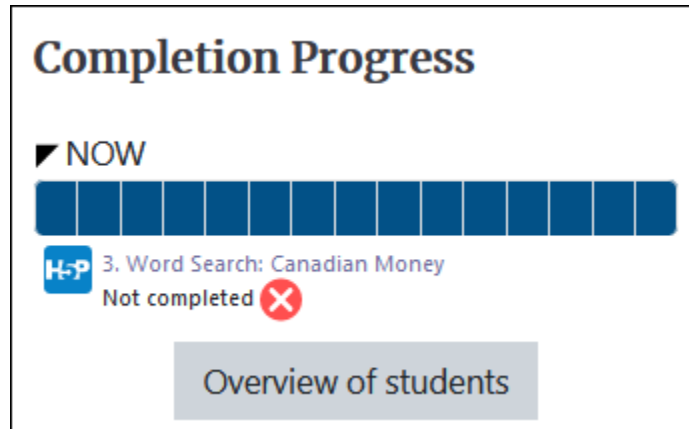 Completion Progress
NOW
H5P
3. Word Search: Canadian Money
Not completed
Overview of students